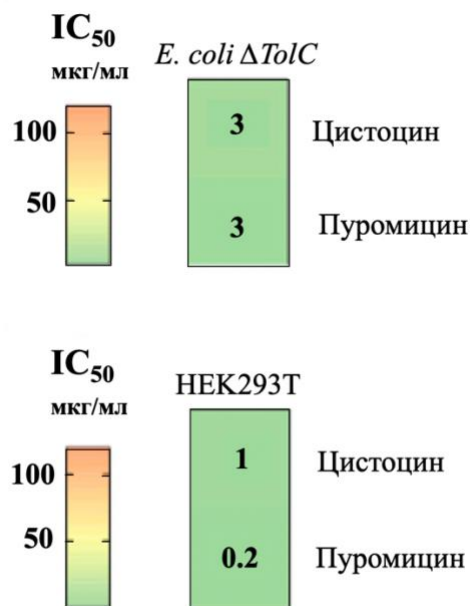 IC50
мкг/мл
E. coli ΔTolC
100
50
3
Цистоцин
3
Пуромицин
IC50
мкг/мл
HEK293T
100
50
1
Цистоцин
0.2
Пуромицин